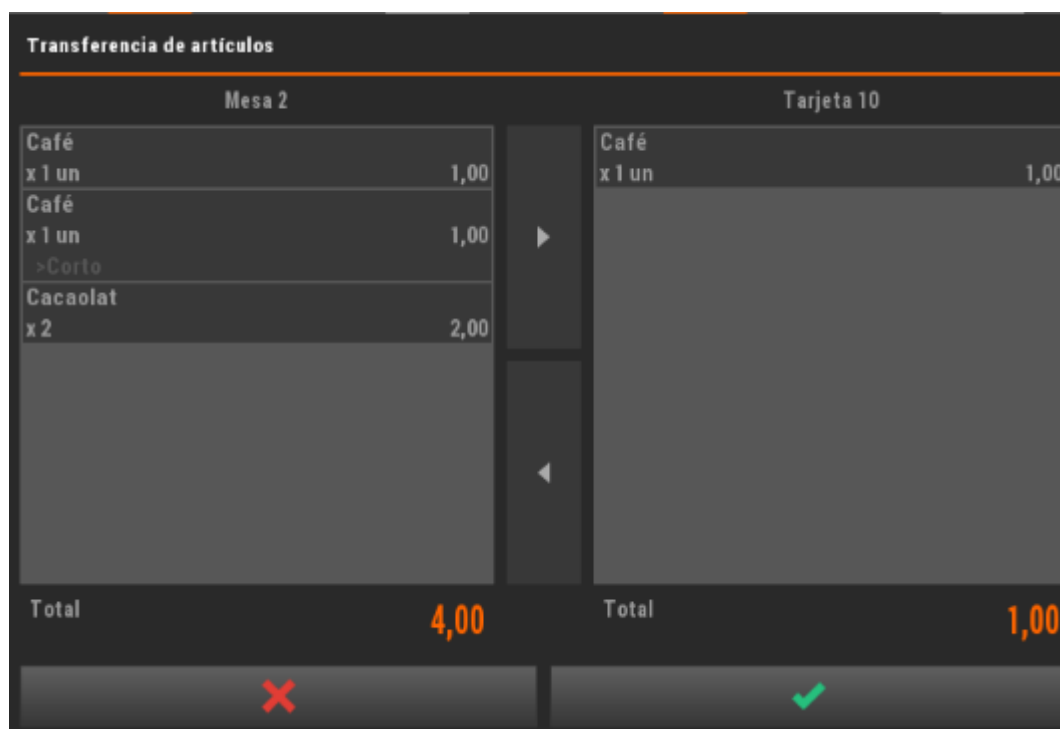 Transferencia de artículos
Mesa 2
Café
x 1 un 1,00
Café
x 1 un 1,00
>Corto
Cacaolat
x 2 2,00
Total 4,00
Tarjeta 10
Café
x 1 un 1,00
Total 1,00